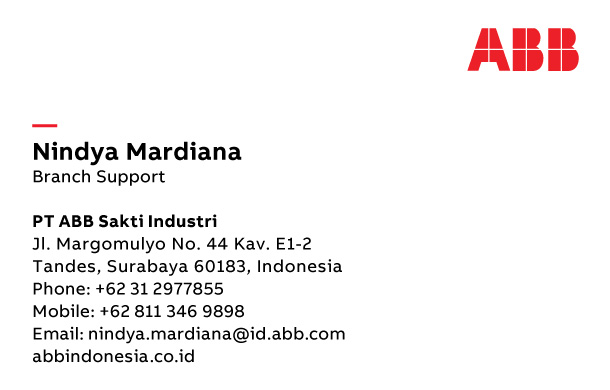 ABB
Nindya Mardiana
Branch Support
PT ABB Sakti Industri
Jl. Margomulyo No. 44 Kav. E1-2
Tandes, Surabaya 60183, Indonesia
Phone: +62 31 2977855
Mobile: +62 811 346 9898
Email: nindya.mardiana@id.abb.com
abbindonesia.co.id